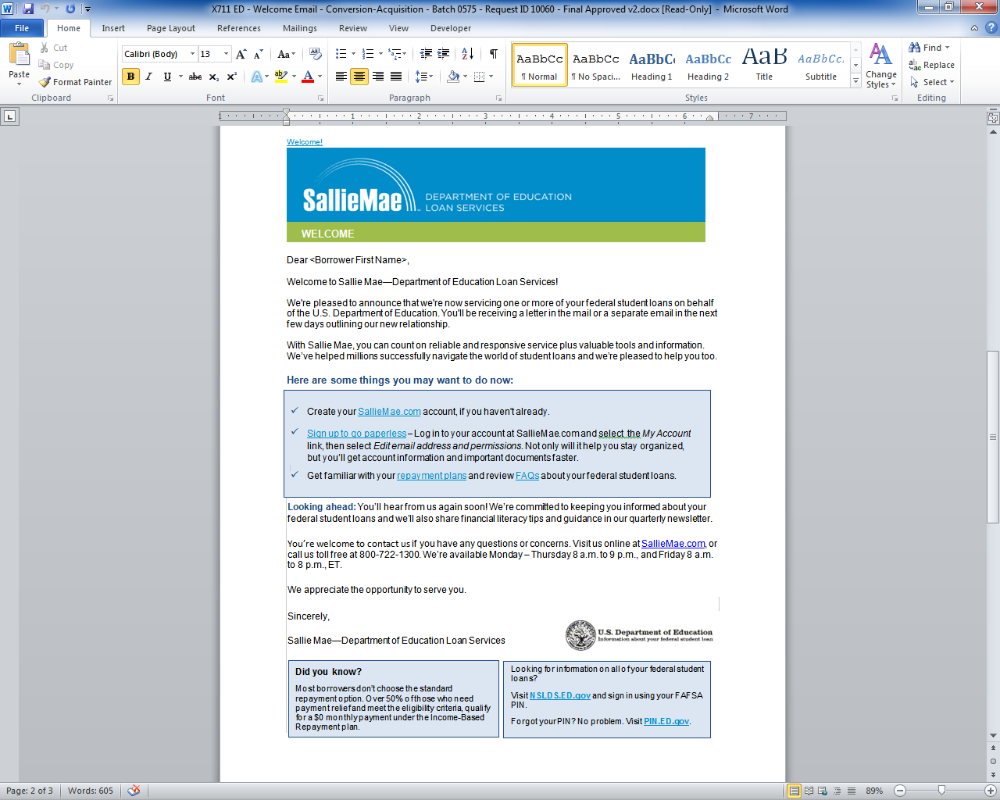 X711 ED - Welcome Email - Conversion-Acquisition - Batch 0575 - Request ID 10060 - Final Approved v2.docx [Read-Only] - Microsoft Word
File Home Insert Page Layout References Mailings Review View Developer
Paste
Cut
Copy
Format Painter
Calibri (Body) 13
AaBbCc AaBbCc AaBbCc AaBbCc AaB AaBbCc
¶ Normal ¶ No Spaci... Heading 1 Heading 2 Title Subtitle
Change Styles
Find
Replace
Select
Clipboard Font Paragraph Styles Editing
1 1 2 3 4 5 6 7
Welcome!
SallieMae DEPARTMENT OF EDUCATION
LOAN SERVICES
WELCOME
Dear <Borrower First Name>,
Welcome to Sallie Mae—Department of Education Loan Services!
We're pleased to announce that we're now servicing one or more of your federal student loans on behalf
of the U.S. Department of Education. You'll be receiving a letter in the mail or a separate email in the next
few days outlining our new relationship.
With Sallie Mae, you can count on reliable and responsive service plus valuable tools and information.
We've helped millions successfully navigate the world of student loans and we're pleased to help you too.
Here are some things you may want to do now:
✓ Create your SallieMae.com account, if you haven't already.
✓ Sign up to go paperless – Log in to your account at SallieMae.com and select the My Account
link, then select Edit email address and permissions. Not only will it help you stay organized,
but you'll get account information and important documents faster.
✓ Get familiar with your repayment plans and review FAQs about your federal student loans.
Looking ahead: You'll hear from us again soon! We're committed to keeping you informed about your
federal student loans and we'll also share financial literacy tips and guidance in our quarterly newsletter.
You're welcome to contact us if you have any questions or concerns. Visit us online at SallieMae.com, or
call us toll free at 800-722-1300. We're available Monday – Thursday 8 a.m. to 9 p.m., and Friday 8 a.m.
to 8 p.m., ET.
We appreciate the opportunity to serve you.
Sincerely,
Sallie Mae—Department of Education Loan Services
U.S. Department of Education
Information about your federal student loan
Did you know?
Most borrowers don't choose the standard
repayment option. Over 50% of those who need
payment relief and meet the eligibility criteria, qualify
for a $0 monthly payment under the Income-Based
Repayment plan.
Looking for information on all of your federal student
loans?
Visit NSLDS.ED.gov and sign in using your FAFSA
PIN.
Forgot your PIN? No problem. Visit PIN.ED.gov.
Page: 2 of 3 Words: 605 89%